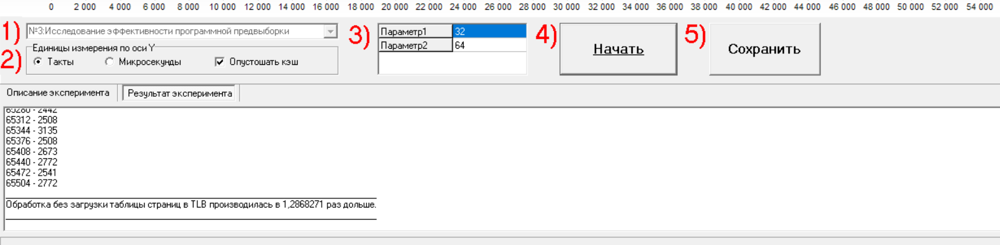 0 2 000 4 000 6 000 8 000 10 000 12 000 14 000 16 000 18 000 20 000 22 000 24 000 26 000 28 000 30 000 32 000 34 000 36 000 38 000 40 000 42 000 44 000 46 000 48 000 50 000 52 000 54 000
1) №3:Исследование эффективности программной предвыборки
2) Единицы измерения по оси Y
Такты Микросекунды Опустошать кэш
3) Параметр1 32
Параметр2 64
4) Начать
5) Сохранить
Описание эксперимента Результат эксперимента
65280 - 2442
65312 - 2508
65344 - 3135
65376 - 2508
65408 - 2673
65440 - 2772
65472 - 2541
65504 - 2772
Обработка без загрузки таблицы страниц в TLB производилась в 1,2868271 раз дольше.